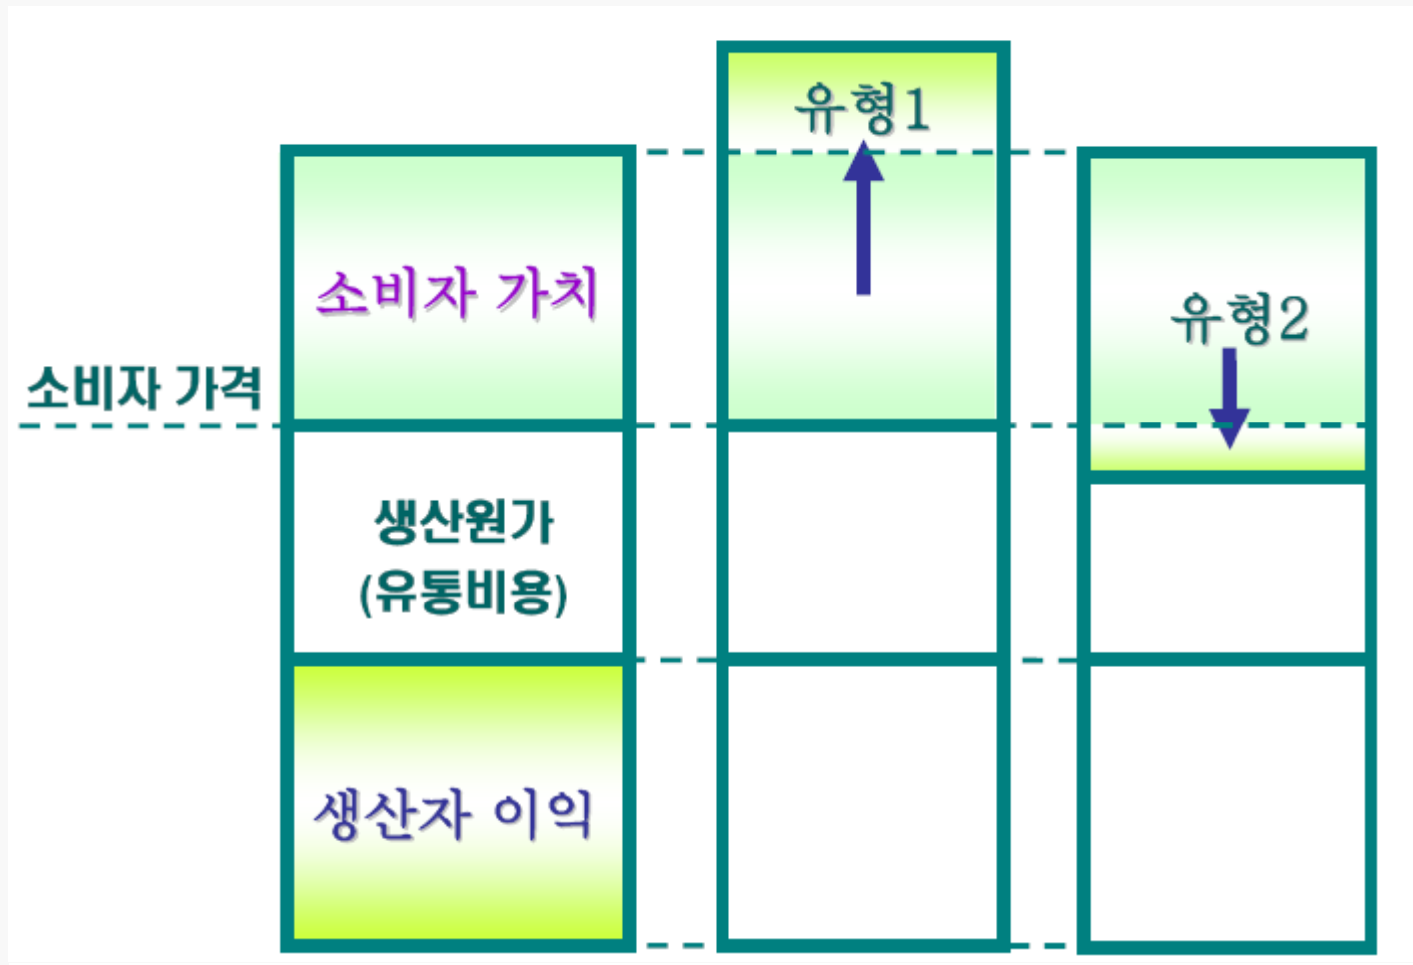 유형1
소비자 가치
유형2
소비자 가격
생산원가
(유통비용)
생산자 이익